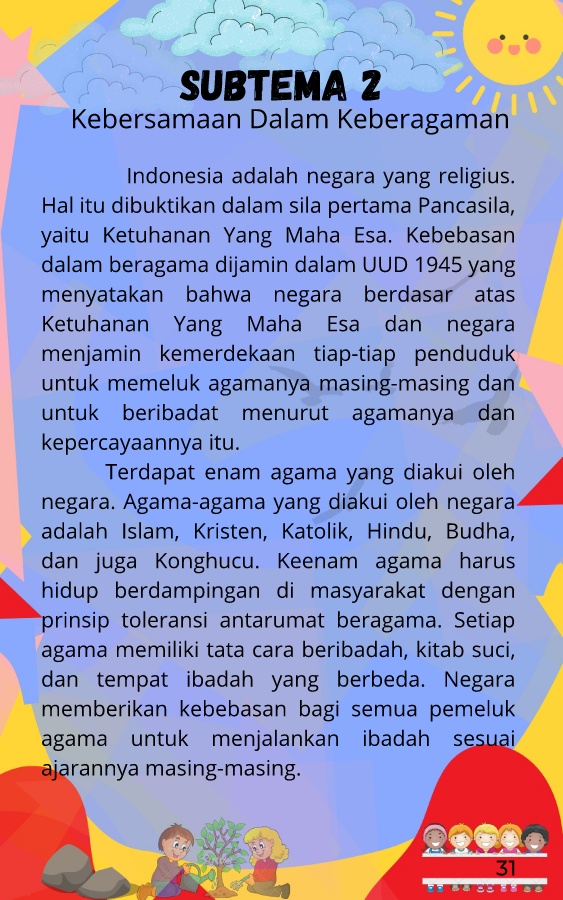 SUBTEMA 2
Kebersamaan Dalam Keberagaman
Indonesia adalah negara yang religius.
Hal itu dibuktikan dalam sila pertama Pancasila,
yaitu Ketuhanan Yang Maha Esa. Kebebasan
dalam beragama dijamin dalam UUD 1945 yang
menyatakan bahwa negara berdasar atas
Ketuhanan Yang Maha Esa dan negara
menjamin kemerdekaan tiap-tiap penduduk
untuk memeluk agamanya masing-masing dan
untuk beribadat menurut agamanya dan
kepercayaannya itu.
Terdapat enam agama yang diakui oleh
negara. Agama-agama yang diakui oleh negara
adalah Islam, Kristen, Katolik, Hindu, Budha,
dan juga Konghucu. Keenam agama harus
hidup berdampingan di masyarakat dengan
prinsip toleransi antarumat beragama. Setiap
agama memiliki tata cara beribadah, kitab suci,
dan tempat ibadah yang berbeda. Negara
memberikan kebebasan bagi semua pemeluk
agama untuk menjalankan ibadah sesuai
ajarannya masing-masing.
31